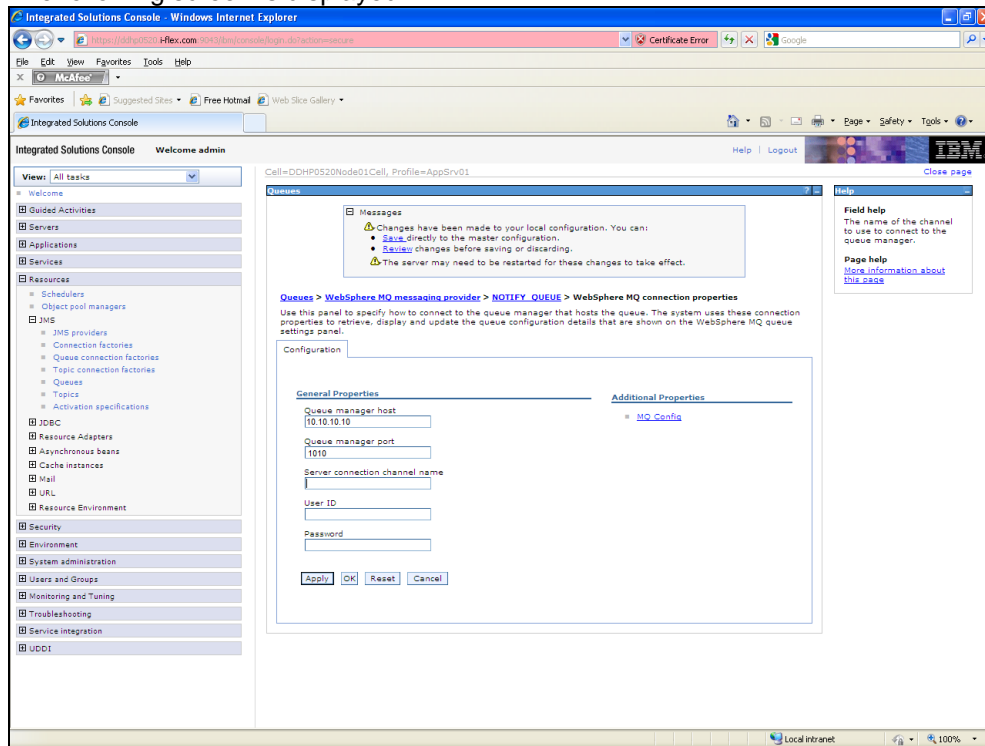 Integrated Solutions Console - Windows Internet Explorer
https://ddhp0520.i-flex.com:9043/ibm/console/login.do?action=secure
Certificate Error
Google
File Edit View Favorites Tools Help
X McAfee
Favorites Suggested Sites Free Hotmail Web Slice Gallery
Integrated Solutions Console
Page Safety Tools
Integrated Solutions Console Welcome admin
Help | Logout
IBM
View: All tasks
Welcome
Guided Activities
Servers
Applications
Services
Resources
Schedulers
Object pool managers
JMS
JMS providers
Connection factories
Queue connection factories
Topic connection factories
Queues
Topics
Activation specifications
JDBC
Resource Adapters
Asynchronous beans
Cache instances
Mail
URL
Resource Environment
Security
Environment
System administration
Users and Groups
Monitoring and Tuning
Troubleshooting
Service integration
UDDI
Cell=DDHP0520Node01Cell, Profile=AppSrv01
Close page
Queues
? _
Messages
Changes have been made to your local configuration. You can:
Save directly to the master configuration.
Review changes before saving or discarding.
The server may need to be restarted for these changes to take effect.
Queues > WebSphere MQ messaging provider > NOTIFY_QUEUE > WebSphere MQ connection properties
Use this panel to specify how to connect to the queue manager that hosts the queue. The system uses these connection
properties to retrieve, display and update the queue configuration details that are shown on the WebSphere MQ queue
settings panel.
Configuration
General Properties
Queue manager host
10.10.10.10
Queue manager port
1010
Server connection channel name
User ID
Password
Apply OK Reset Cancel
Additional Properties
MQ Config
Help
Field help
The name of the channel
to use to connect to the
queue manager.
Page help
More information about
this page
Local intranet
100%